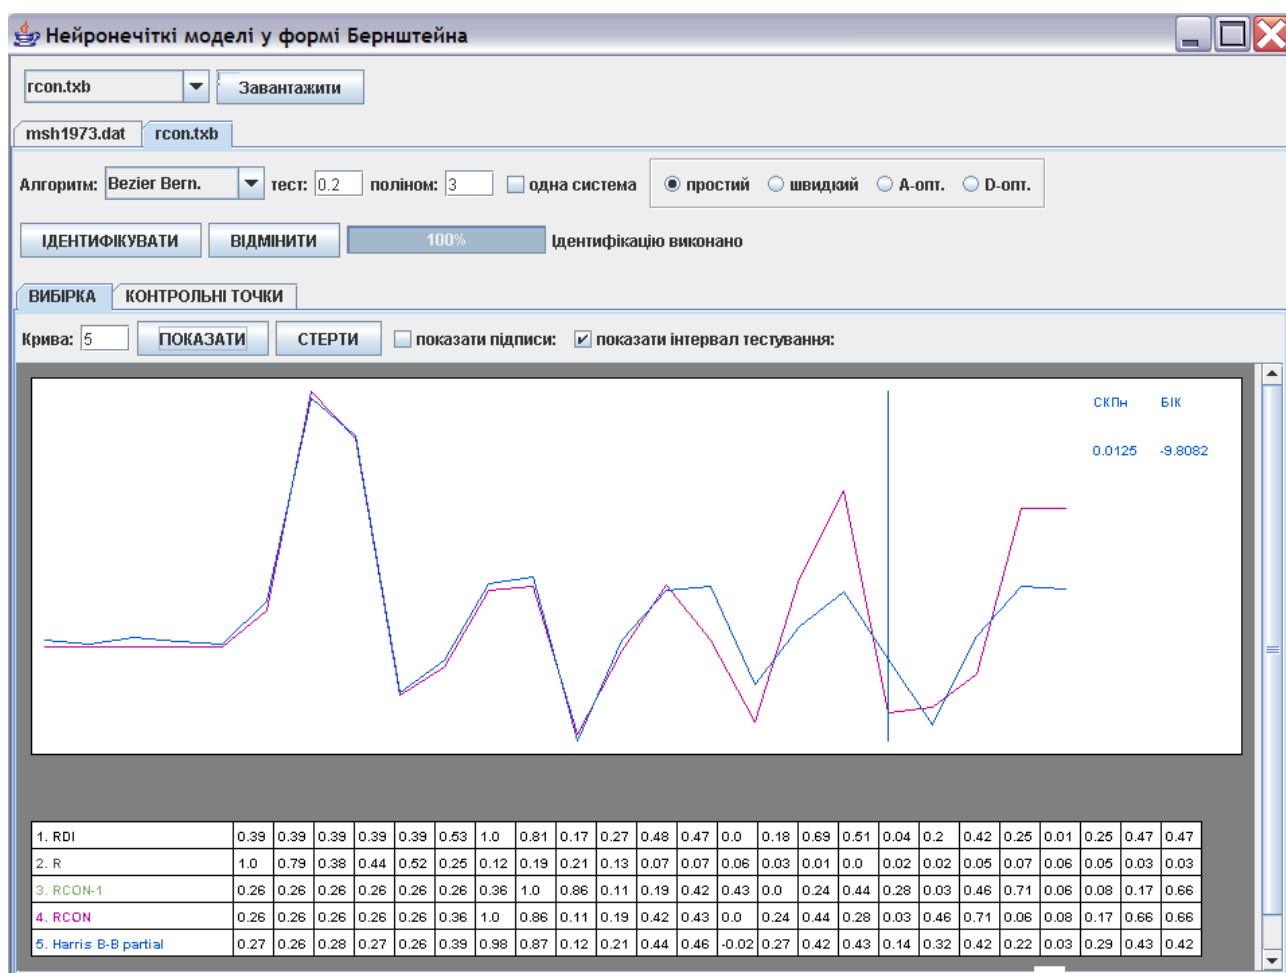 Нейронечіткі моделі у формі Бернштейна
rcon.txb Завантажити
msh1973.dat rcon.txb
Алгоритм: Bezier Bern. тест: 0.2 поліном: 3 одна система простий швидкий А-опт. D-опт.
ІДЕНТИФІКУВАТИ ВІДМІНИТИ 100% Ідентифікацію виконано
ВИБІРКА КОНТРОЛЬНІ ТОЧКИ
Крива: 5 ПОКАЗАТИ СТЕРТИ показати підписи: показати інтервал тестування:
СКПн БІК
0.0125 -9.8082
1. RDI 0.39 0.39 0.39 0.39 0.39 0.53 1.0 0.81 0.17 0.27 0.48 0.47 0.0 0.18 0.69 0.51 0.04 0.2 0.42 0.25 0.01 0.25 0.47 0.47
2. R 1.0 0.79 0.38 0.44 0.52 0.25 0.12 0.19 0.21 0.13 0.07 0.07 0.06 0.03 0.01 0.0 0.02 0.02 0.05 0.07 0.06 0.05 0.03 0.03
3. RCON-1 0.26 0.26 0.26 0.26 0.26 0.26 0.36 1.0 0.86 0.11 0.19 0.42 0.43 0.0 0.24 0.44 0.28 0.03 0.46 0.71 0.06 0.08 0.17 0.66
4. RCON 0.26 0.26 0.26 0.26 0.26 0.36 1.0 0.86 0.11 0.19 0.42 0.43 0.0 0.24 0.44 0.28 0.03 0.46 0.71 0.06 0.08 0.17 0.66 0.66
5. Harris B-B partial 0.27 0.26 0.28 0.27 0.26 0.39 0.98 0.87 0.12 0.21 0.44 0.46 -0.02 0.27 0.42 0.43 0.14 0.32 0.42 0.22 0.03 0.29 0.43 0.42